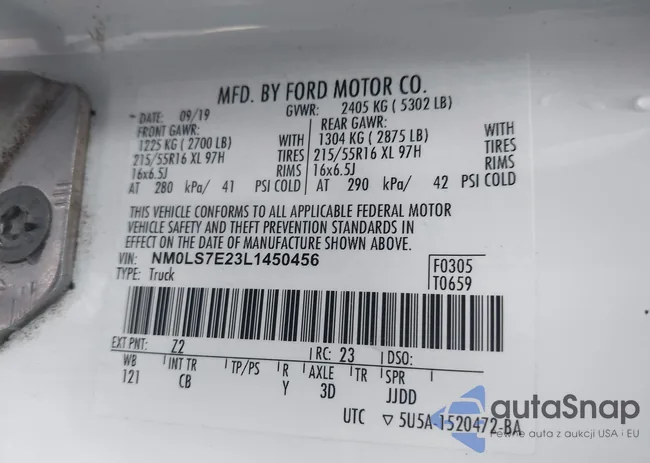 MFD. BY FORD MOTOR CO.
DATE: 09/19 GVWR: 2405 KG ( 5302 LB)
FRONT GAWR: REAR GAWR:
1225 KG ( 2700 LB) WITH 1304 KG ( 2875 LB) WITH
215/55R16 XL 97H TIRES 215/55R16 XL 97H TIRES
16x6.5J RIMS 16x6.5J RIMS
AT 280 kPa/ 41 PSI COLD AT 290 kPa/ 42 PSI COLD
THIS VEHICLE CONFORMS TO ALL APPLICABLE FEDERAL MOTOR
VEHICLE SAFETY AND THEFT PREVENTION STANDARDS IN
EFFECT ON THE DATE OF MANUFACTURE SHOWN ABOVE.
VIN: NM0LS7E23L1450456
TYPE: Truck
F0305
T0659
EXT PNT: Z2 RC: 23 DSO:
WB INT TR TP/PS R AXLE TR SPR
121 CB Y 3D JJDD
UTC ▽ 5U5A-1520472-BA
autaSnap
Pewne auta z aukcji USA i EU